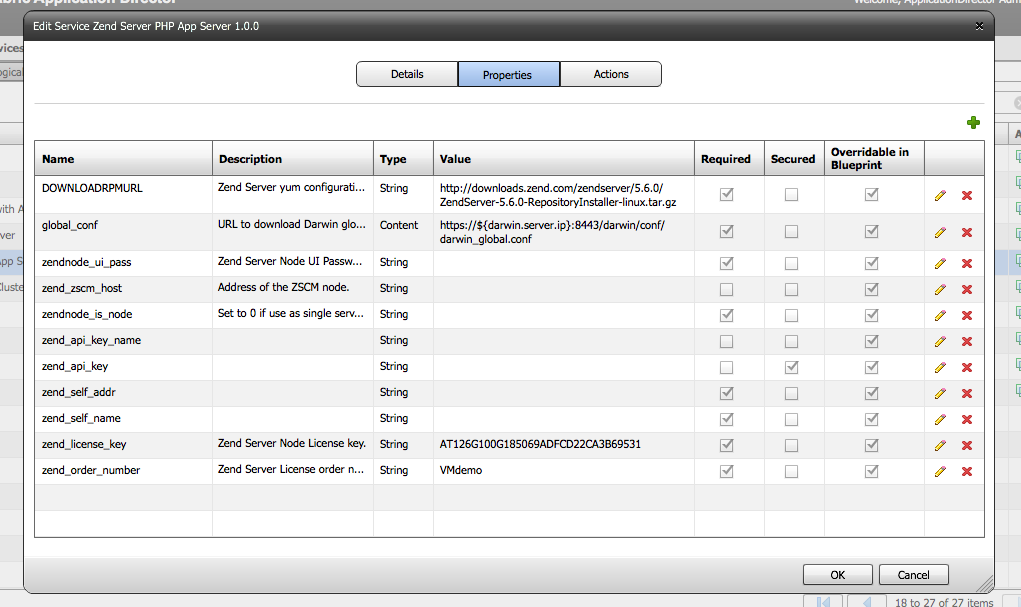 Edit Service Zend Server PHP App Server 1.0.0
Details Properties Actions
Name Description Type Value Required Secured Overridable in
Blueprint
DOWNLOADRPMURL Zend Server yum configurati... String http://downloads.zend.com/zendserver/5.6.0/
ZendServer-5.6.0-RepositoryInstaller-linux.tar.gz
global_conf URL to download Darwin glo... Content https://${darwin.server.ip}:8443/darwin/conf/
darwin_global.conf
zendnode_ui_pass Zend Server Node UI Passw... String
zend_zscm_host Address of the ZSCM node. String
zendnode_is_node Set to 0 if use as single serv... String
zend_api_key_name String
zend_api_key String
zend_self_addr String
zend_self_name String
zend_license_key Zend Server Node License key. String AT126G100G185069ADFCD22CA3B69531
zend_order_number Zend Server License order n... String VMdemo
OK Cancel
18 to 27 of 27 items